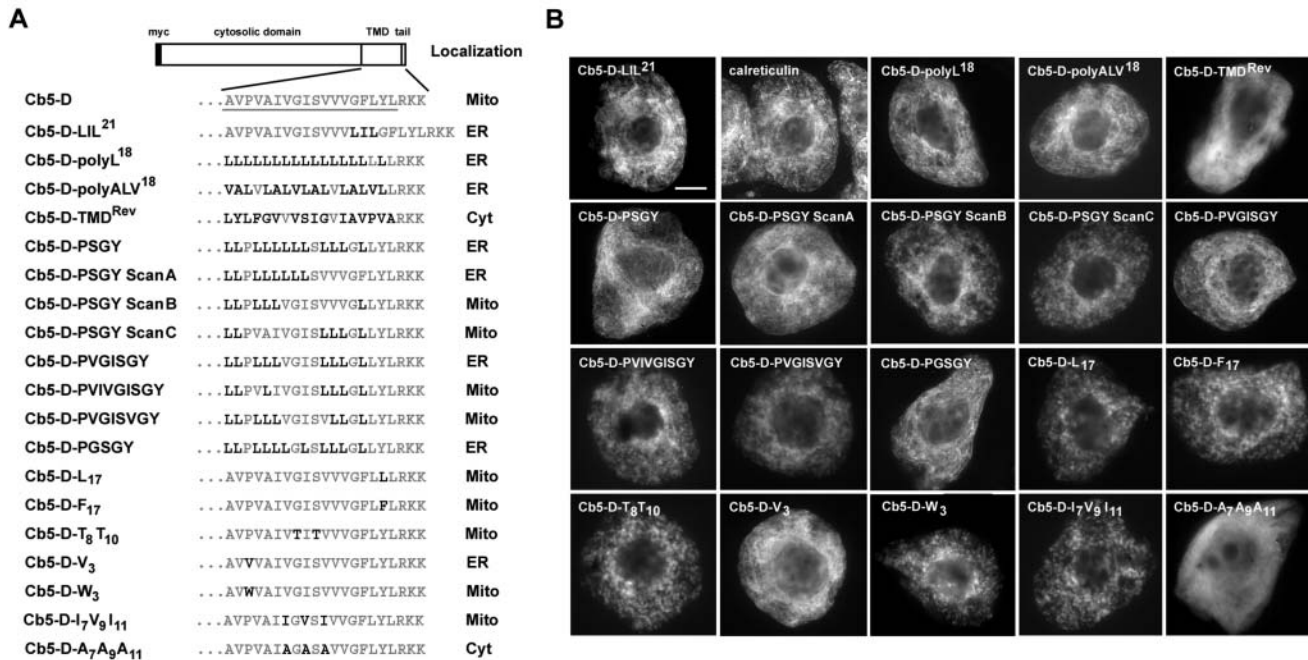 A
myc cytosolic domain TMD tail
Localization
Cb5-D ...AVPVAIVGISVVVGFLYLRKK Mito
Cb5-D-LIL21 ...AVPVAIVGISVVVLILGFLYLRKK ER
Cb5-D-polyL18 ...LLLLLLLLLLLLLLLLLLRKK ER
Cb5-D-polyALV18 ...VALVLALVLALVLALVLLRKK ER
Cb5-D-TMDRev ...LYLFGVVVSIGVIAVPVARKK Cyt
Cb5-D-PSGY ...LLPLLLLLLSLLLGLLYLRKK ER
Cb5-D-PSGY ScanA ...LLPLLLLLLSVVVGFLYLRKK ER
Cb5-D-PSGY ScanB ...LLPLLLVGISVVVGLLYLRKK Mito
Cb5-D-PSGY ScanC ...LLPVAIVGISLLLGLLYLRKK Mito
Cb5-D-PVGISGY ...LLPLLLVGISLLLGLLYLRKK ER
Cb5-D-PVIVGISGY ...LLPVLIVGISLLLGLLYLRKK Mito
Cb5-D-PVGISVGY ...LLPLLLVGISVLLGLLYLRKK Mito
Cb5-D-PGSGY ...LLPLLLLGLSLLLGLLYLRKK ER
Cb5-D-L17 ...AVPVAIVGISVVVGFLLLRKK Mito
Cb5-D-F17 ...AVPVAIVGISVVVGFLFLRKK Mito
Cb5-D-T8T10 ...AVPVAIVTITVVVGFLYLRKK Mito
Cb5-D-V3 ...AVVVAIVGISVVVGFLYLRKK ER
Cb5-D-W3 ...AVWVAIVGISVVVGFLYLRKK Mito
Cb5-D-I7V9I11 ...AVPVAIIGVSIVVGFLYLRKK Mito
Cb5-D-A7A9A11 ...AVPVAIAGASAVVGFLYLRKK Cyt
B
Cb5-D-LIL21 calreticulin Cb5-D-polyL18 Cb5-D-polyALV18 Cb5-D-TMDRev
Cb5-D-PSGY Cb5-D-PSGY ScanA Cb5-D-PSGY ScanB Cb5-D-PSGY ScanC Cb5-D-PVGISGY
Cb5-D-PVIVGISGY Cb5-D-PVGISVGY Cb5-D-PGSGY Cb5-D-L17 Cb5-D-F17
Cb5-D-T8T10 Cb5-D-V3 Cb5-D-W3 Cb5-D-I7V9I11 Cb5-D-A7A9A11